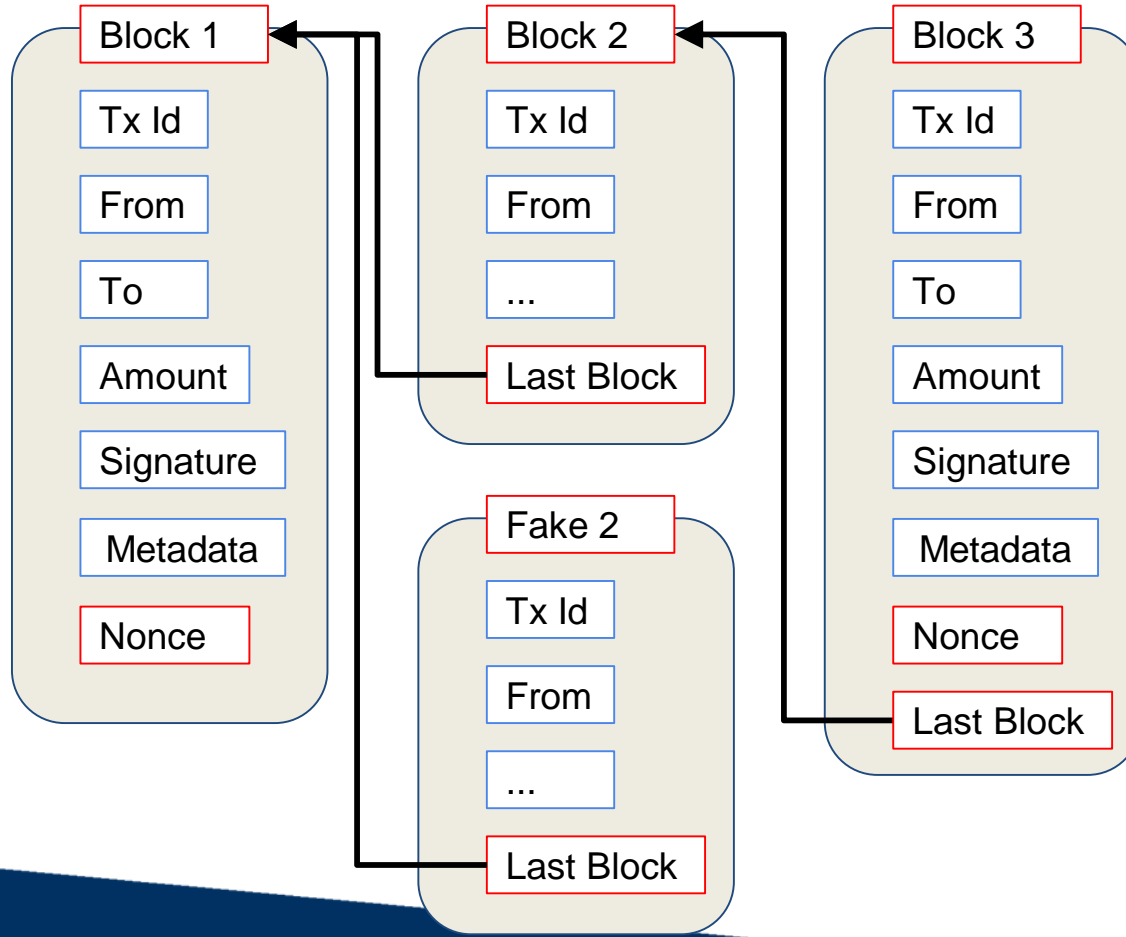 Block 1
Tx Id
From
To
Amount
Signature
Metadata
Nonce
Block 2
Tx Id
From
...
Last Block
Fake 2
Tx Id
From
...
Last Block
Block 3
Tx Id
From
To
Amount
Signature
Metadata
Nonce
Last Block